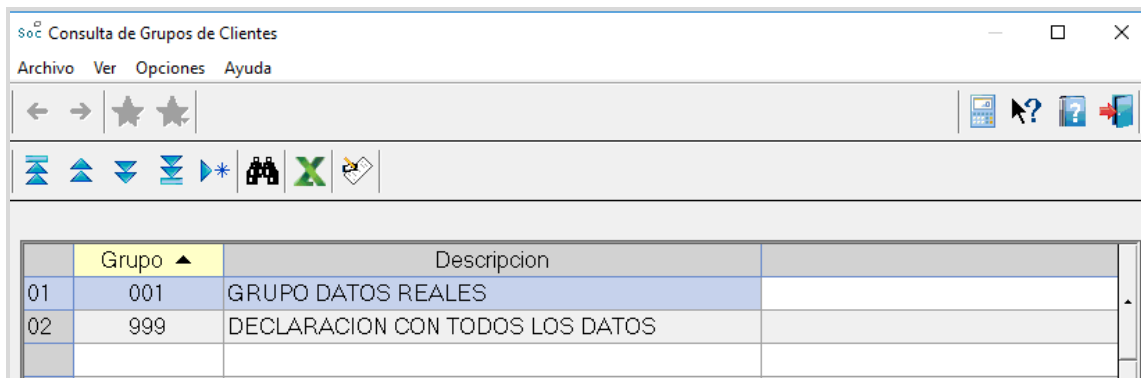 Soc Consulta de Grupos de Clientes
Archivo Ver Opciones Ayuda
Grupo Descripcion
01 001 GRUPO DATOS REALES
02 999 DECLARACION CON TODOS LOS DATOS